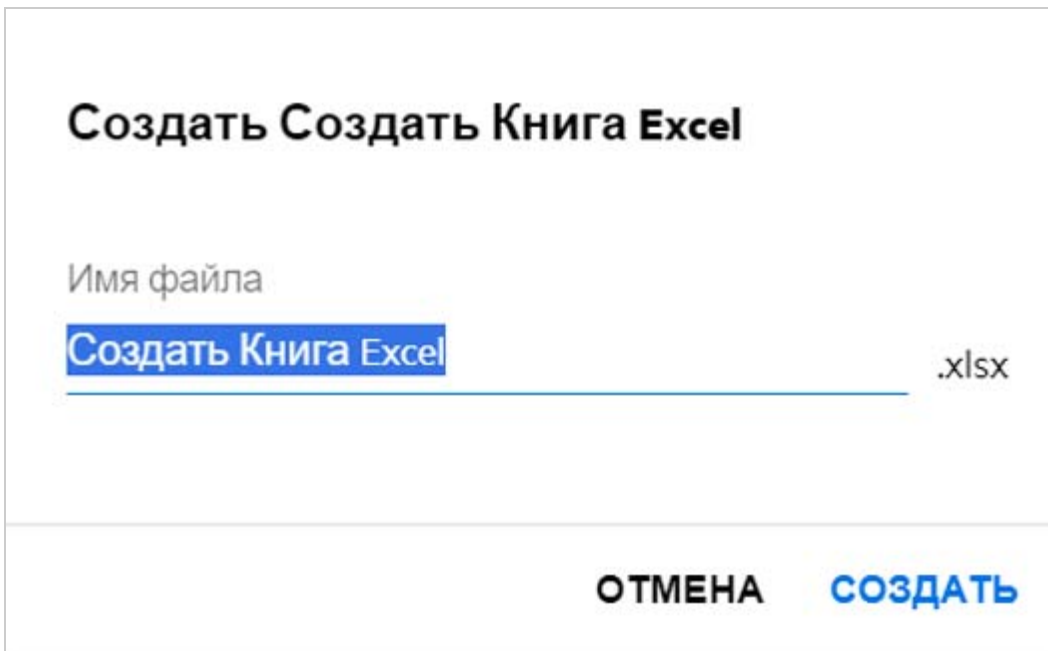 Создать Создать Книга Excel
Имя файла
Создать Книга Excel
.xlsx
ОТМЕНА СОЗДАТЬ